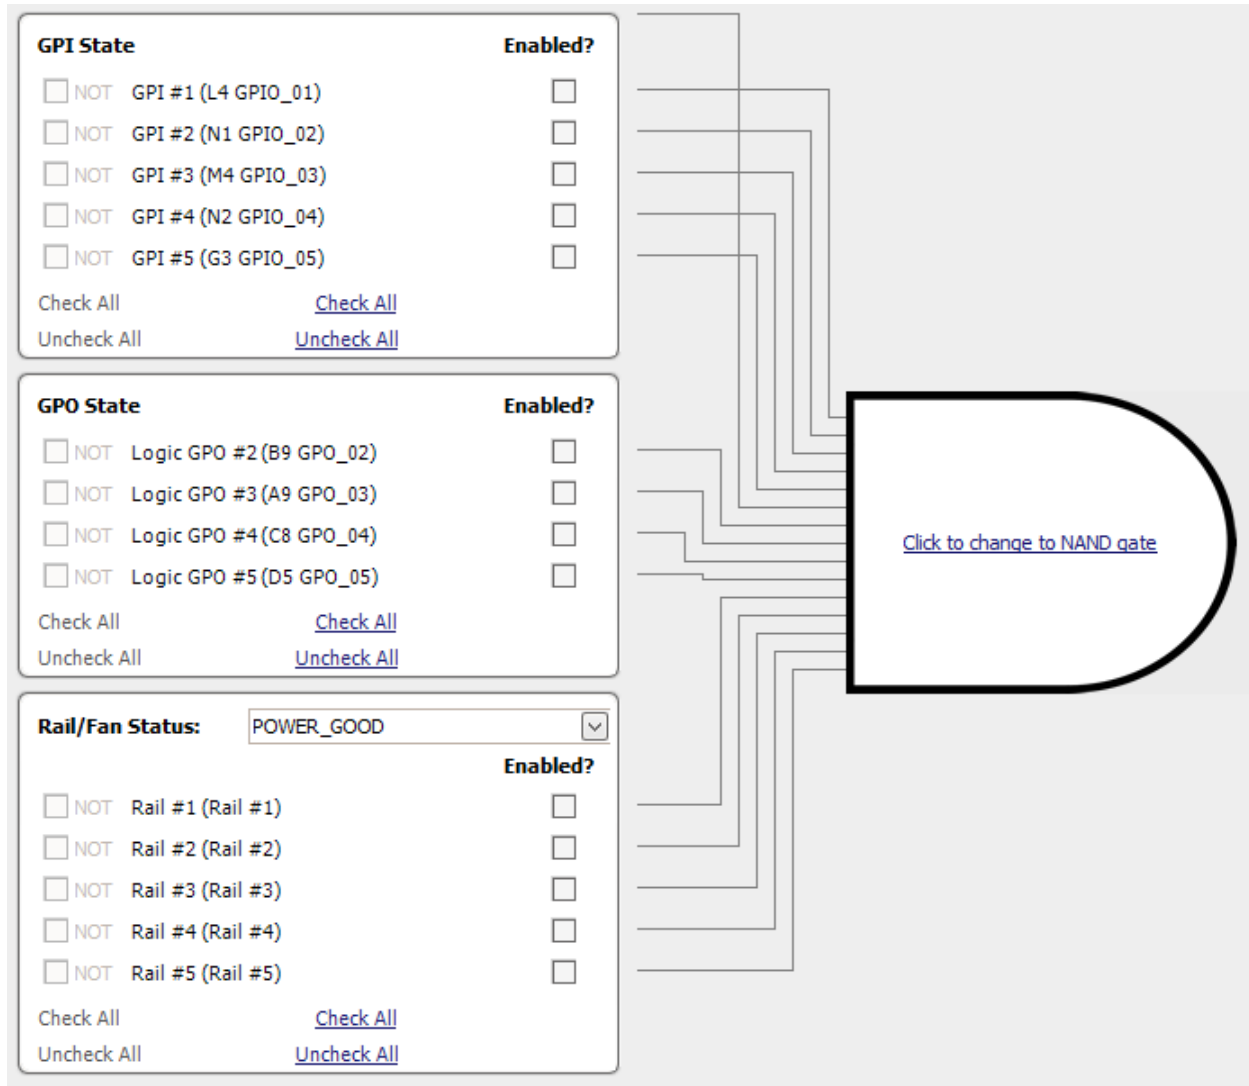 GPI State Enabled?
NOT GPI #1 (L4 GPIO_01)
NOT GPI #2 (N1 GPIO_02)
NOT GPI #3 (M4 GPIO_03)
NOT GPI #4 (N2 GPIO_04)
NOT GPI #5 (G3 GPIO_05)
Check All Check All
Uncheck All Uncheck All
GPO State Enabled?
NOT Logic GPO #2 (B9 GPO_02)
NOT Logic GPO #3 (A9 GPO_03)
NOT Logic GPO #4 (C8 GPO_04)
NOT Logic GPO #5 (D5 GPO_05)
Check All Check All
Uncheck All Uncheck All
Click to change to NAND gate
Rail/Fan Status: POWER_GOOD
Enabled?
NOT Rail #1 (Rail #1)
NOT Rail #2 (Rail #2)
NOT Rail #3 (Rail #3)
NOT Rail #4 (Rail #4)
NOT Rail #5 (Rail #5)
Check All Check All
Uncheck All Uncheck All